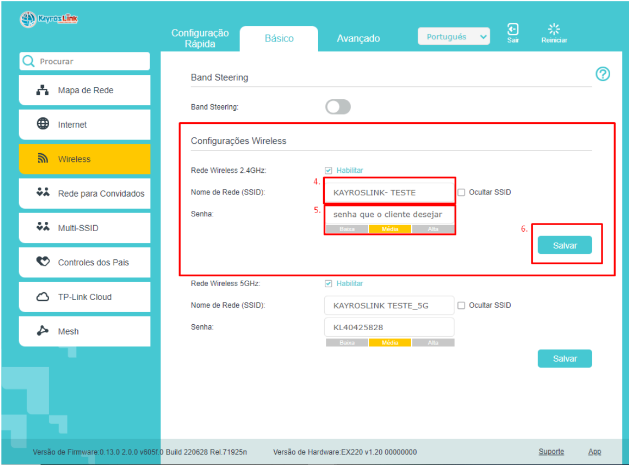 KayrosLink
Configuração Rápida
Básico
Avançado
Português
Sair
Reiniciar
Procurar
Mapa de Rede
Internet
Wireless
Rede para Convidados
Multi-SSID
Controles dos Pais
TP-Link Cloud
Mesh
Band Steering
Band Steering:
Configurações Wireless
Rede Wireless 2.4GHz:
Habilitar
4.
Nome de Rede (SSID):
KAYROSLINK- TESTE
Ocultar SSID
5.
Senha:
senha que o cliente desejar
Baixa Média Alta
6.
Salvar
Rede Wireless 5GHz:
Habilitar
Nome de Rede (SSID):
KAYROSLINK TESTE_5G
Ocultar SSID
Senha:
KL40425828
Baixa Média Alta
Salvar
Versão de Firmware:0.13.0 2.0.0 v605f.0 Build 220628 Rel.71925n
Versão de Hardware:EX220 v1.20 00000000
Suporte
App